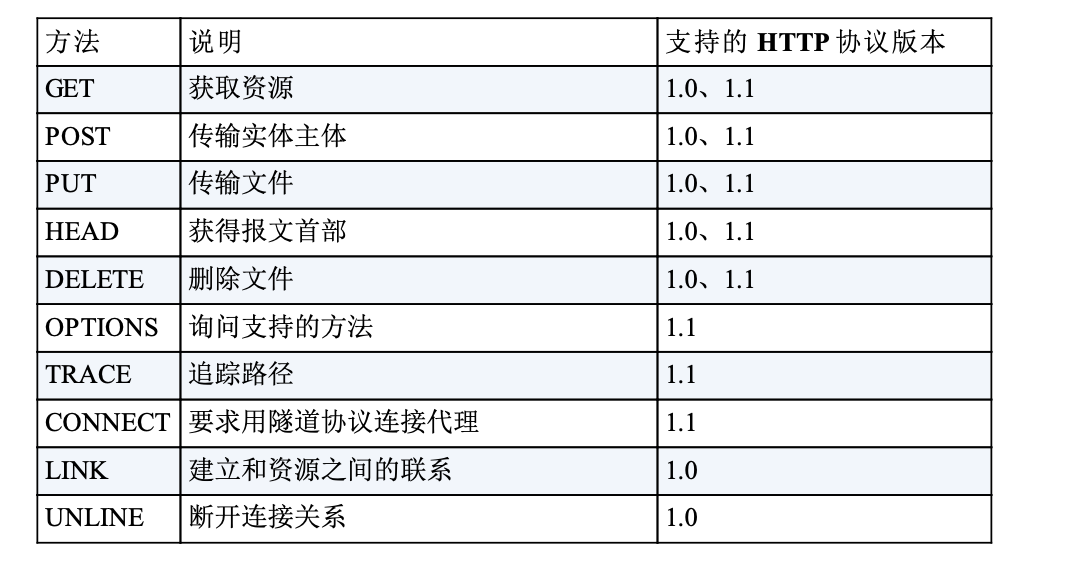 方法 说明 支持的 HTTP 协议版本
GET 获取资源 1.0、1.1
POST 传输实体主体 1.0、1.1
PUT 传输文件 1.0、1.1
HEAD 获得报文首部 1.0、1.1
DELETE 删除文件 1.0、1.1
OPTIONS 询问支持的方法 1.1
TRACE 追踪路径 1.1
CONNECT 要求用隧道协议连接代理 1.1
LINK 建立和资源之间的联系 1.0
UNLINE 断开连接关系 1.0